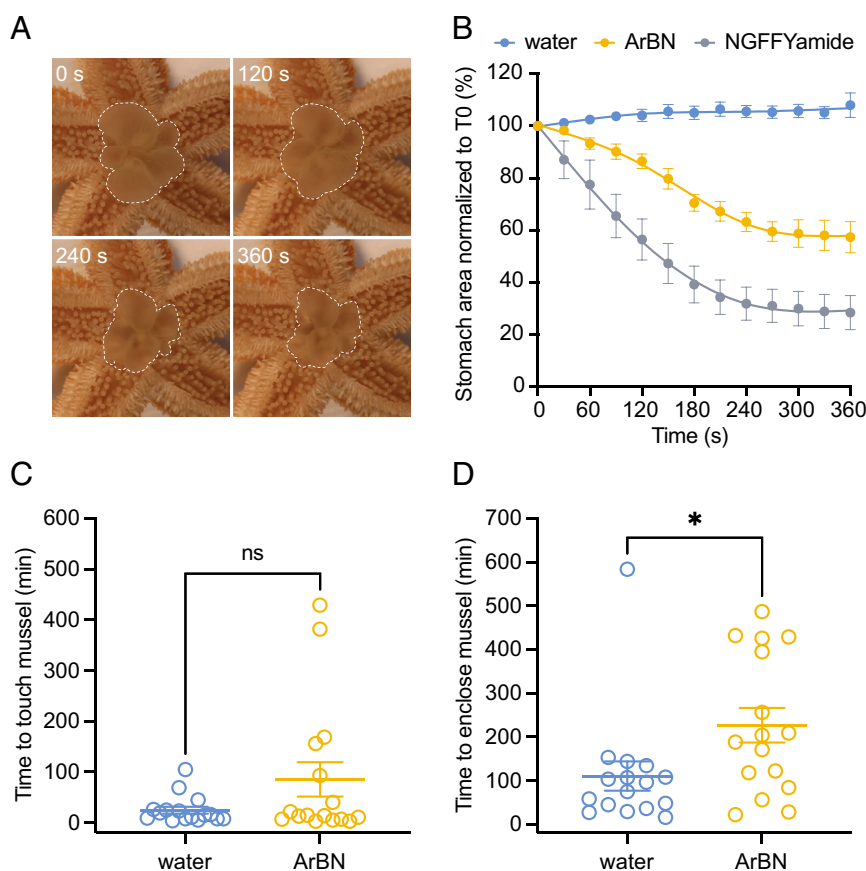 A
0 s
120 s
240 s
360 s
B
water ArBN NGFFYamide
Stomach area normalized to T0 (%)
120
100
80
60
40
20
0
0 60 120 180 240 300 360
Time (s)
C
Time to touch mussel (min)
600
500
400
300
200
100
0
ns
water ArBN
D
Time to enclose mussel (min)
700
600
500
400
300
200
100
0
*
water ArBN